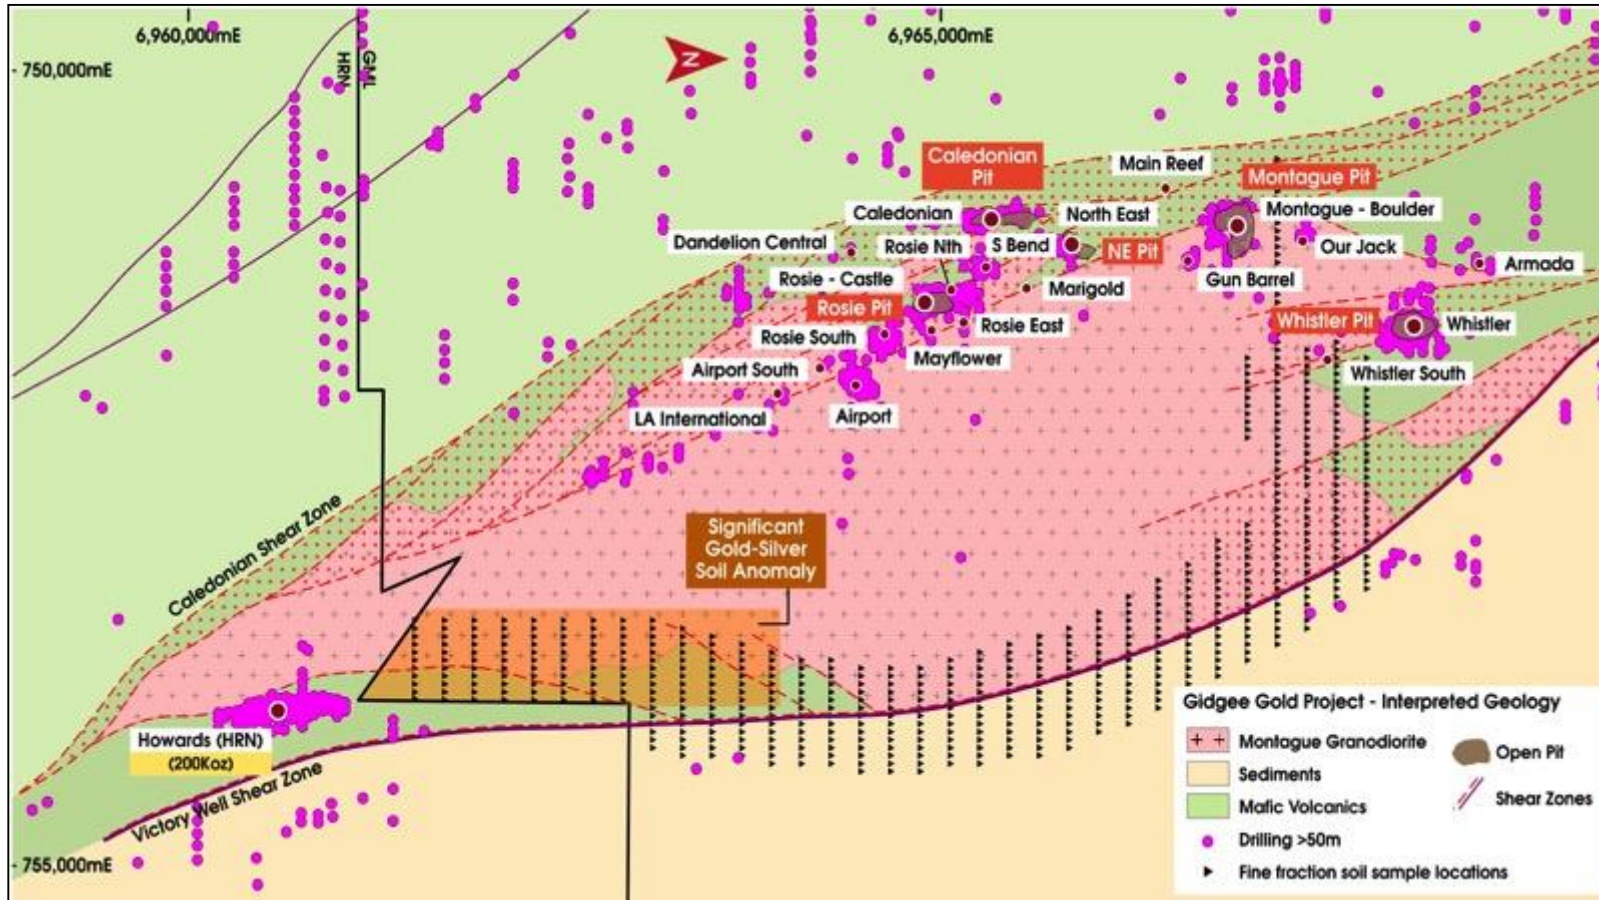 6,960,000mE
6,965,000mE
750,000mE
HRN
GML
N
Caledonian
Pit
Main Reef
Montague Pit
Caledonian
North East
Montague - Boulder
Dandelion Central
Rosie Nth
S Bend
NE Pit
Our Jack
Rosie - Castle
Gun Barrel
Armada
Marigold
Rosie Pit
Rosie East
Whistler Pit
Whistler
Rosie South
Mayflower
Airport South
Whistler South
LA International
Airport
Caledonian Shear Zone
Significant
Gold-Silver
Soil Anomaly
Howards (HRN)
(200Koz)
Victory Well Shear Zone
755,000mE
Gidgee Gold Project - Interpreted Geology
Montague Granodiorite
Sediments
Mafic Volcanics
Drilling >50m
Fine fraction soil sample locations
Open Pit
Shear Zones